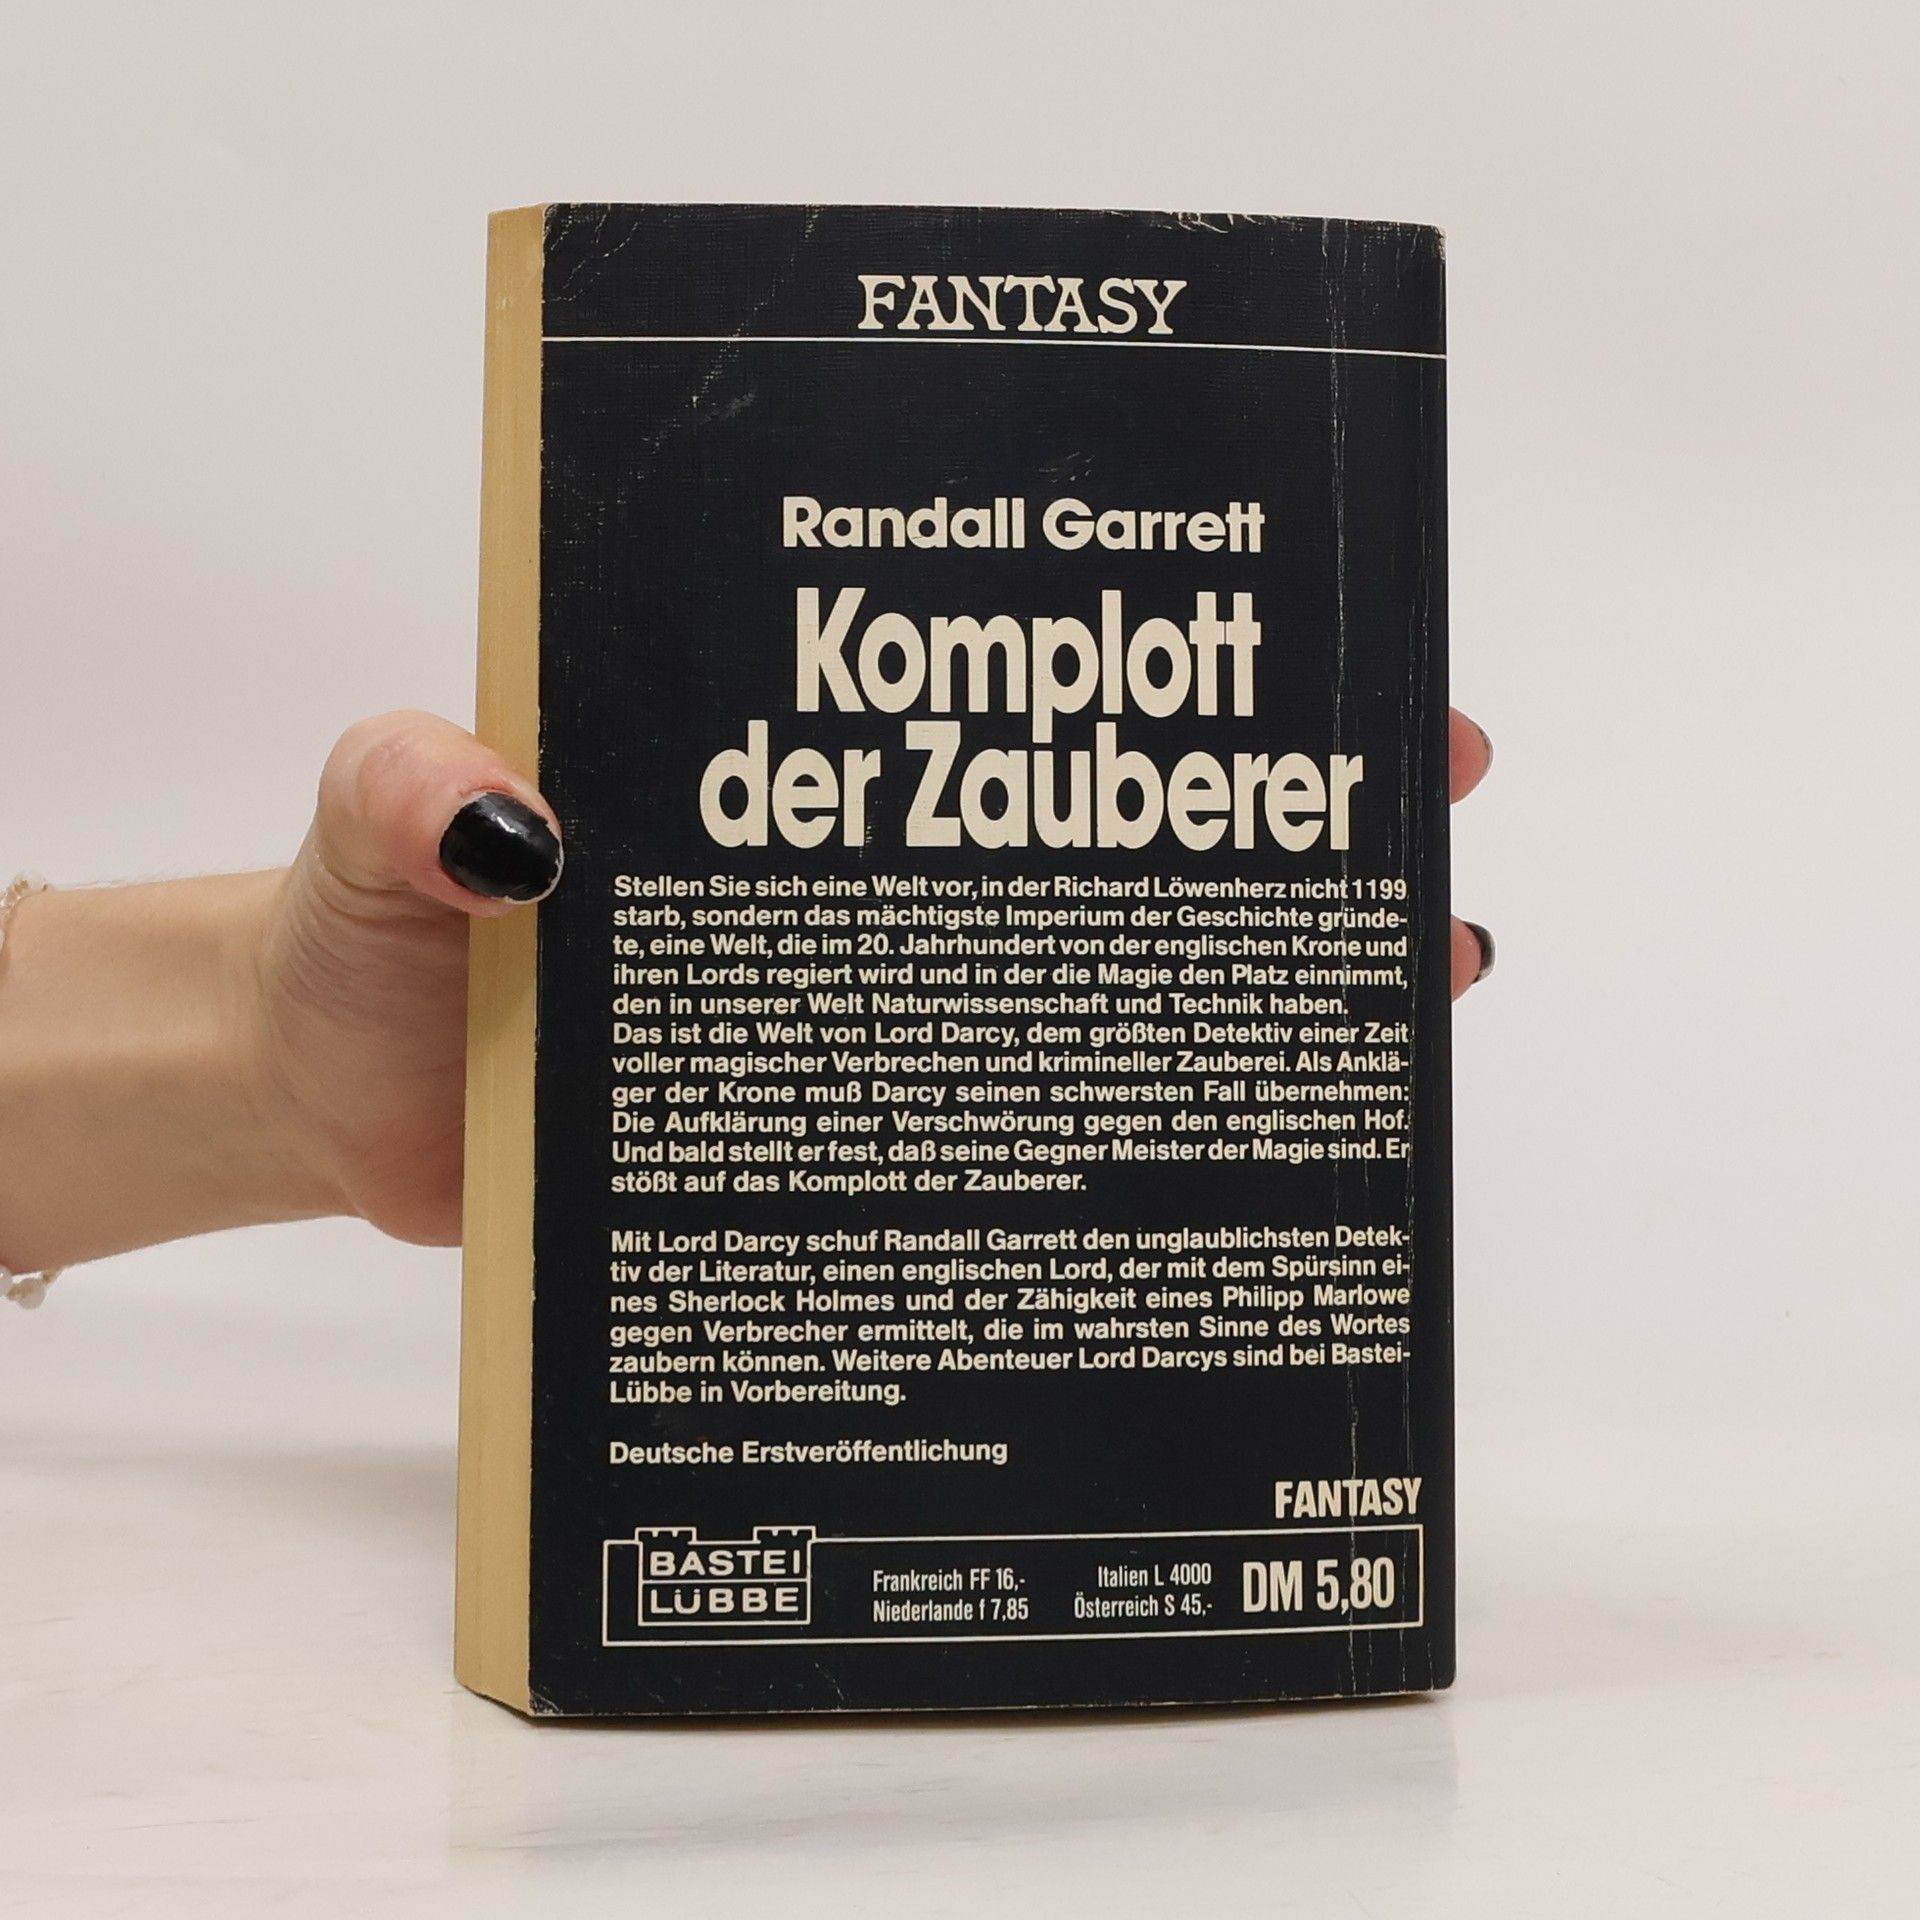 FANTASY
Randall Garrett
Komplott
der Zauberer
Stellen Sie sich eine Welt vor, in der Richard Löwenherz nicht 1199
starb, sondern das mächtigste Imperium der Geschichte gründe-
te, eine Welt, die im 20. Jahrhundert von der englischen Krone und
ihren Lords regiert wird und in der die Magie den Platz einnimmt,
den in unserer Welt Naturwissenschaft und Technik haben.
Das ist die Welt von Lord Darcy, dem größten Detektiv einer Zeit
voller magischer Verbrechen und krimineller Zauberei. Als Anklä-
ger der Krone muß Darcy seinen schwersten Fall übernehmen:
Die Aufklärung einer Verschwörung gegen den englischen Hof.
Und bald stellt er fest, daß seine Gegner Meister der Magie sind. Er
stößt auf das Komplott der Zauberer.
Mit Lord Darcy schuf Randall Garrett den unglaublichsten Detek-
tiv der Literatur, einen englischen Lord, der mit dem Spürsinn ei-
nes Sherlock Holmes und der Zähigkeit eines Philipp Marlowe
gegen Verbrecher ermittelt, die im wahrsten Sinne des Wortes
zaubern können. Weitere Abenteuer Lord Darcys sind bei Bastei-
Lübbe in Vorbereitung.
Deutsche Erstveröffentlichung
FANTASY
BASTEI
LÜBBE
Frankreich FF 16,-
Niederlande f 7,85
Italien L 4000
Österreich S 45,-
DM 5,80